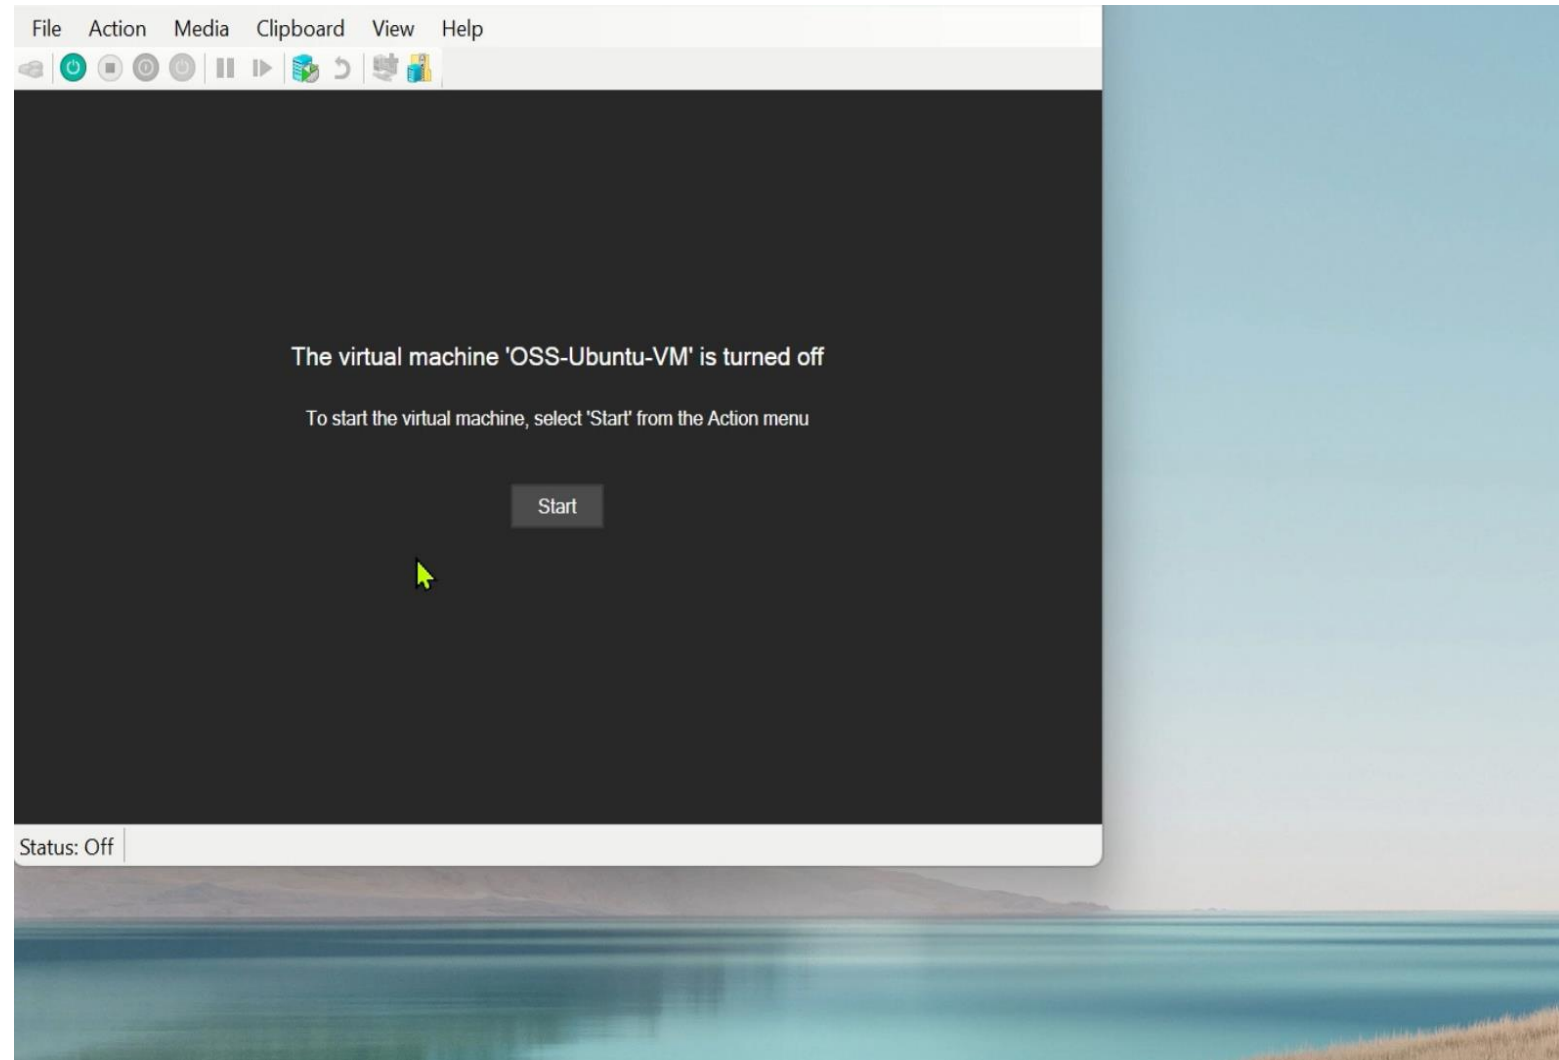 File Action Media Clipboard View Help
The virtual machine 'OSS-Ubuntu-VM' is turned off
To start the virtual machine, select 'Start' from the Action menu
Start
Status: Off